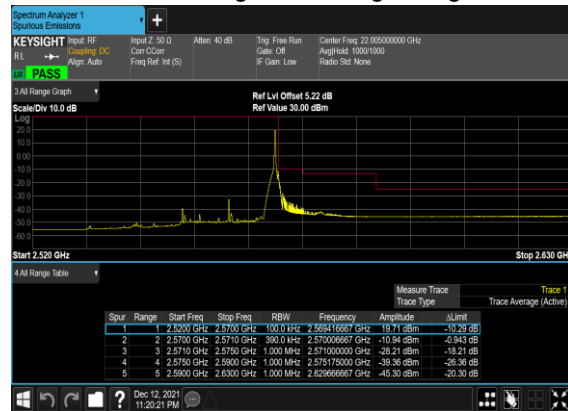 Spectrum Analyzer 1
Spurious Emissions
KEYSIGHT Input: RF Input Z: 50 Ω Atten: 40 dB Trig: Free Run Center Freq: 22.005000000 GHz
RL Coupling: DC Corr CCorr Gate: Off Avg|Hold: 1000/1000
Align: Auto Freq Ref: Int (S) IF Gain: Low Radio Std: None
PASS
3 All Range Graph
Ref Lvl Offset 5.22 dB
Scale/Div 10.0 dB Ref Value 30.00 dBm
Log
20.0
10.0
0.00
-10.0
-20.0
-30.0
-40.0
-50.0
-60.0
Start 2.520 GHz Stop 2.630 GH
4 All Range Table
Measure Trace Trace 1
Trace Type Trace Average (Active)
Spur Range Start Freq Stop Freq RBW Frequency Amplitude ΔLimit
1 1 2.5200 GHz 2.5700 GHz 100.0 kHz 2.569416667 GHz 19.71 dBm -10.29 dB
2 2 2.5700 GHz 2.5710 GHz 390.0 kHz 2.570006667 GHz -10.94 dBm -0.943 dB
3 3 2.5710 GHz 2.5750 GHz 1.000 MHz 2.571000000 GHz -28.21 dBm -18.21 dB
4 4 2.5750 GHz 2.5900 GHz 1.000 MHz 2.575175000 GHz -39.36 dBm -26.36 dB
5 5 2.5900 GHz 2.6300 GHz 1.000 MHz 2.629666667 GHz -45.30 dBm -20.30 dB
Dec 12, 2021
11:20:21 PM